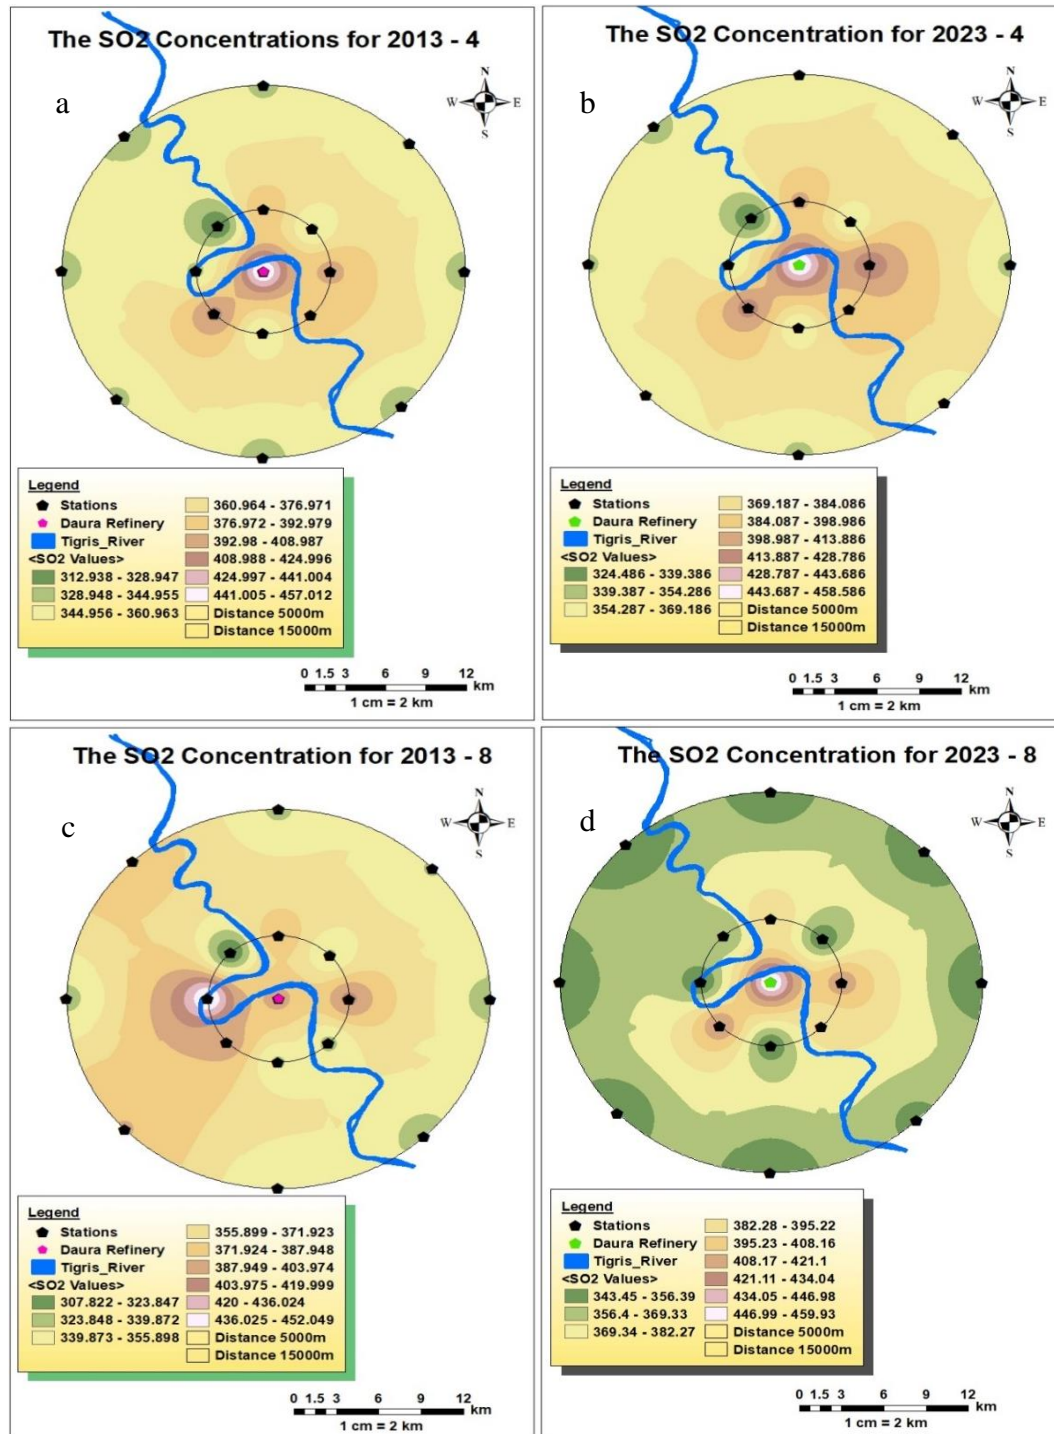 The SO2 Concentrations for 2013 - 4
a
N
W E
S
Legend
Stations
Daura Refinery
Tigris_River
<SO2 Values>
312.938 - 328.947
328.948 - 344.955
344.956 - 360.963
360.964 - 376.971
376.972 - 392.979
392.98 - 408.987
408.988 - 424.996
424.997 - 441.004
441.005 - 457.012
Distance 5000m
Distance 15000m
0 1.5 3 6 9 12
km
1 cm = 2 km
The SO2 Concentration for 2023 - 4
b
N
W E
S
Legend
Stations
Daura Refinery
Tigris_River
<SO2 Values>
324.486 - 339.386
339.387 - 354.286
354.287 - 369.186
369.187 - 384.086
384.087 - 398.986
398.987 - 413.886
413.887 - 428.786
428.787 - 443.686
443.687 - 458.586
Distance 5000m
Distance 15000m
0 1.5 3 6 9 12
km
1 cm = 2 km
The SO2 Concentration for 2013 - 8
c
N
W E
S
Legend
Stations
Daura Refinery
Tigris_River
<SO2 Values>
307.822 - 323.847
323.848 - 339.872
339.873 - 355.898
355.899 - 371.923
371.924 - 387.948
387.949 - 403.974
403.975 - 419.999
420 - 436.024
436.025 - 452.049
Distance 5000m
Distance 15000m
0 1.5 3 6 9 12
km
1 cm = 2 km
The SO2 Concentration for 2023 - 8
d
N
W E
S
Legend
Stations
Daura Refinery
Tigris_River
<SO2 Values>
343.45 - 356.39
356.4 - 369.33
369.34 - 382.27
382.28 - 395.22
395.23 - 408.16
408.17 - 421.1
421.11 - 434.04
434.05 - 446.98
446.99 - 459.93
Distance 5000m
Distance 15000m
0 1.5 3 6 9 12
km
1 cm = 2 km